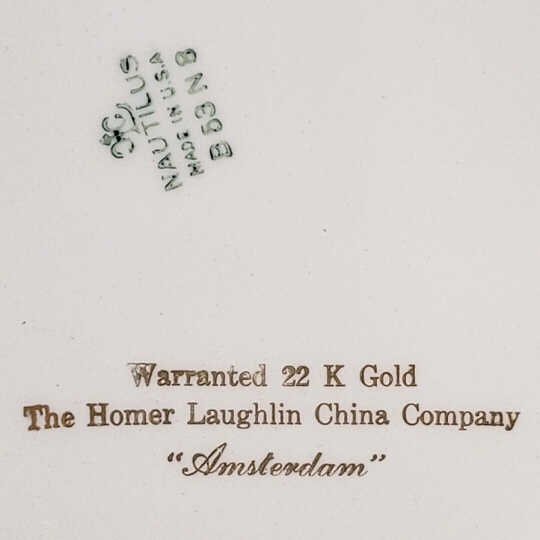 NAUTILUS
MADE IN U.S.A
B 53 N 8
Warranted 22 K Gold
The Homer Laughlin China Company
"Amsterdam"